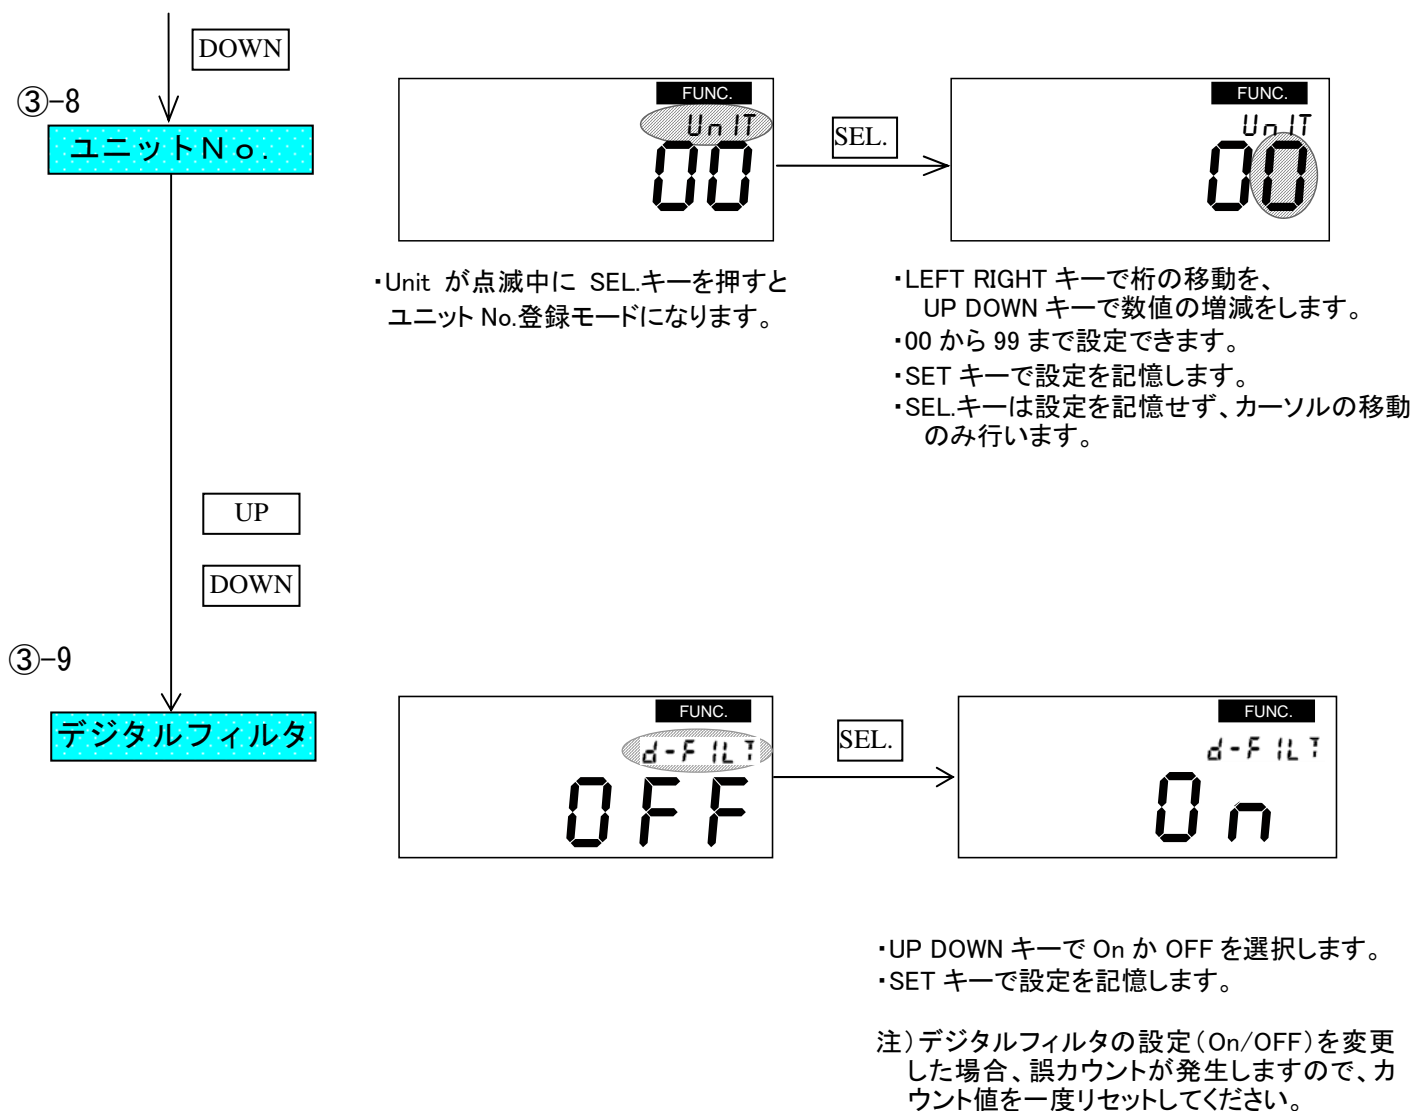 DOWN
③-8
ユニットNo.
FUNC.
UnIT
00
SEL.
FUNC.
UnIT
00
・Unit が点滅中に SEL.キーを押すと
ユニット No.登録モードになります。
・LEFT RIGHT キーで桁の移動を、
UP DOWN キーで数値の増減をします。
・00 から 99 まで設定できます。
・SET キーで設定を記憶します。
・SEL.キーは設定を記憶せず、カーソルの移動
のみ行います。
UP
DOWN
③-9
デジタルフィルタ
FUNC.
d-FILT
OFF
SEL.
FUNC.
d-FILT
On
・UP DOWN キーで On か OFF を選択します。
・SET キーで設定を記憶します。
注)デジタルフィルタの設定(On/OFF)を変更
した場合、誤カウントが発生しますので、カ
ウント値を一度リセットしてください。